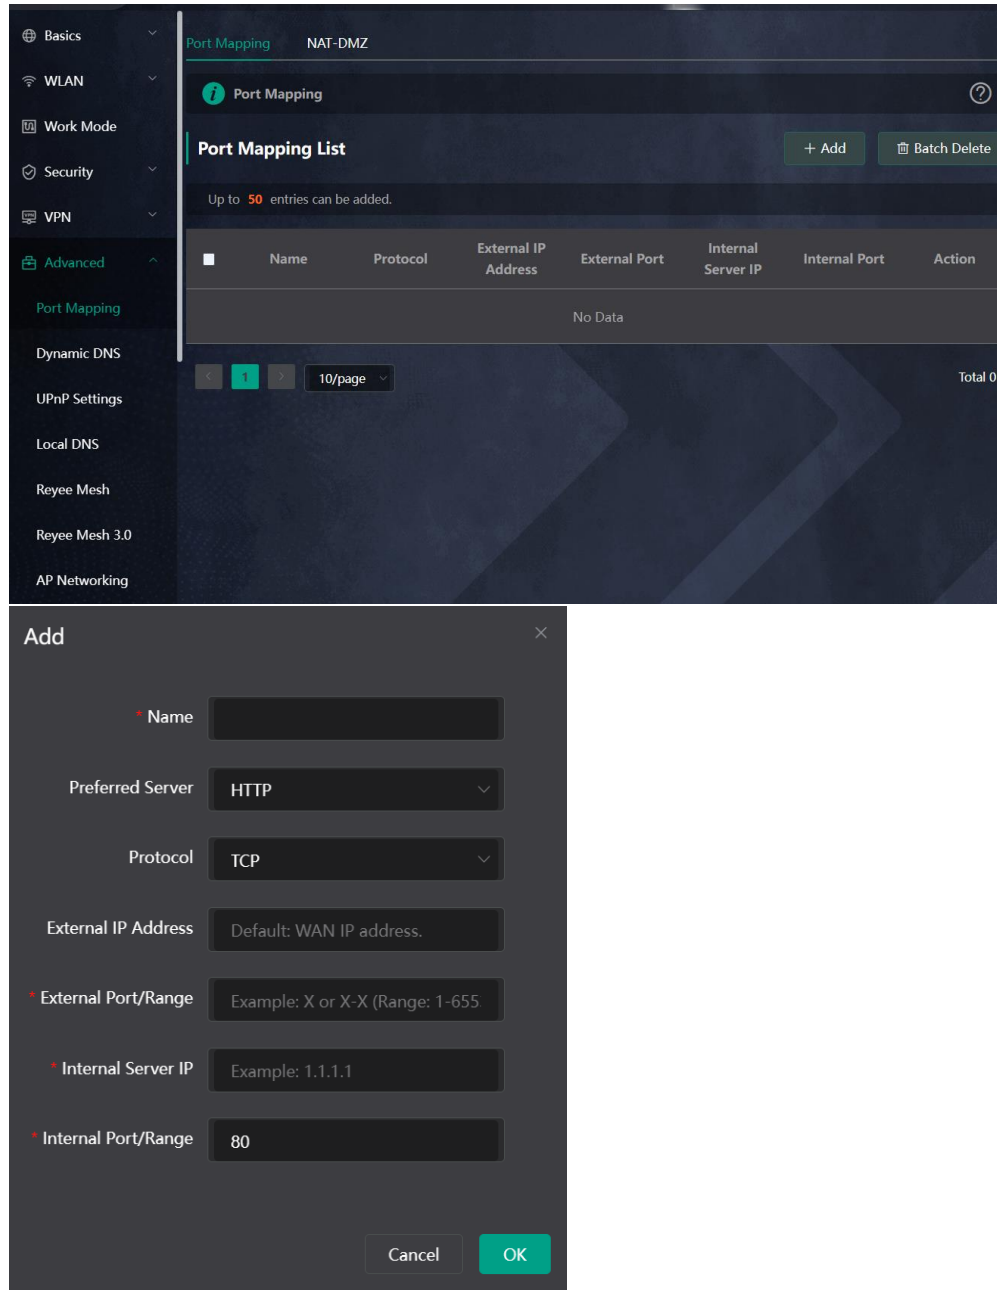 Basics
WLAN
Work Mode
Security
VPN
Advanced
Port Mapping
Dynamic DNS
UPnP Settings
Local DNS
Reyee Mesh
Reyee Mesh 3.0
AP Networking
Port Mapping NAT-DMZ
i Port Mapping ?
Port Mapping List + Add Batch Delete
Up to 50 entries can be added.
Name Protocol External IP Address External Port Internal Server IP Internal Port Action
No Data
< 1 > 10/page Total 0
Add ×
* Name
Preferred Server HTTP
Protocol TCP
External IP Address Default: WAN IP address.
* External Port/Range Example: X or X-X (Range: 1-655
* Internal Server IP Example: 1.1.1.1
* Internal Port/Range 80
Cancel OK